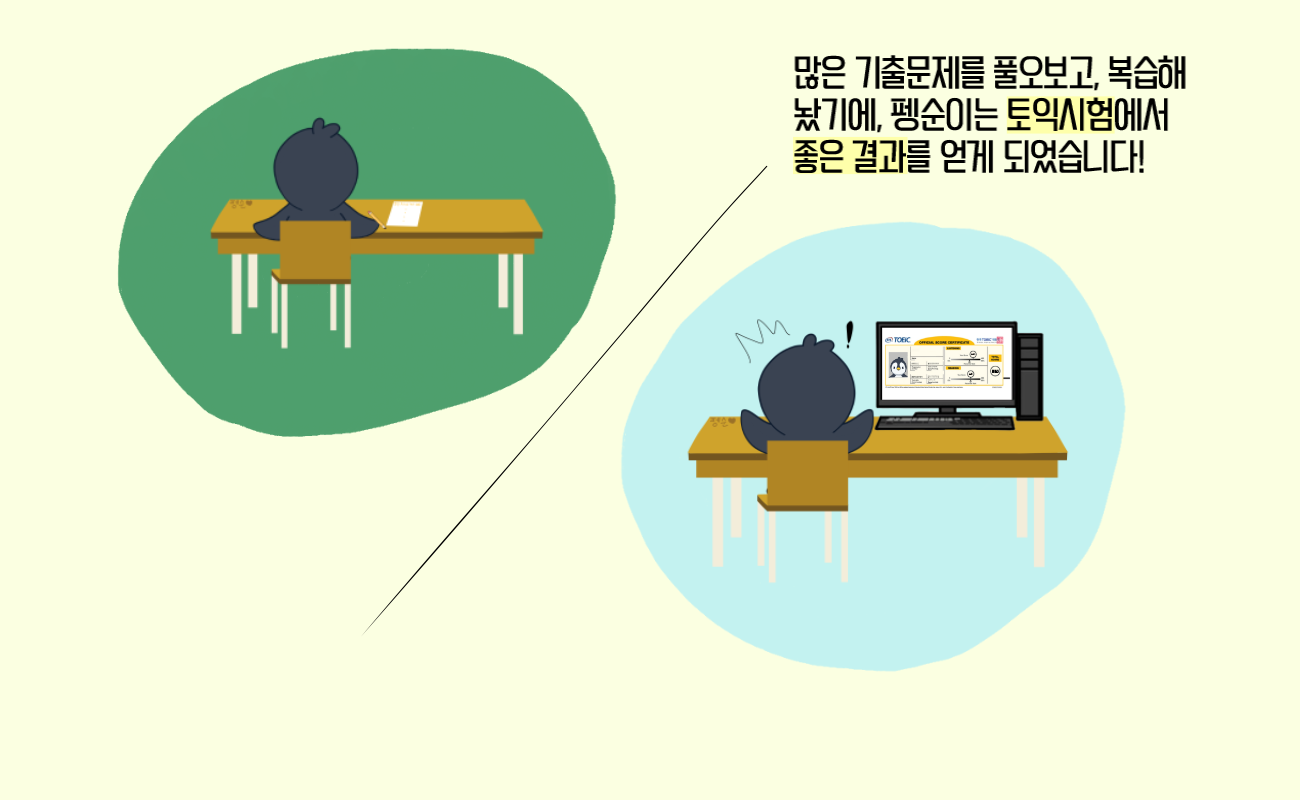 많은 기출문제를 풀오보고, 복습해
놨기에, 펭순이는 토익시험에서
좋은 결과를 얻게 되었습니다!
TOEIC
OFFICIAL SCORE CERTIFICATE